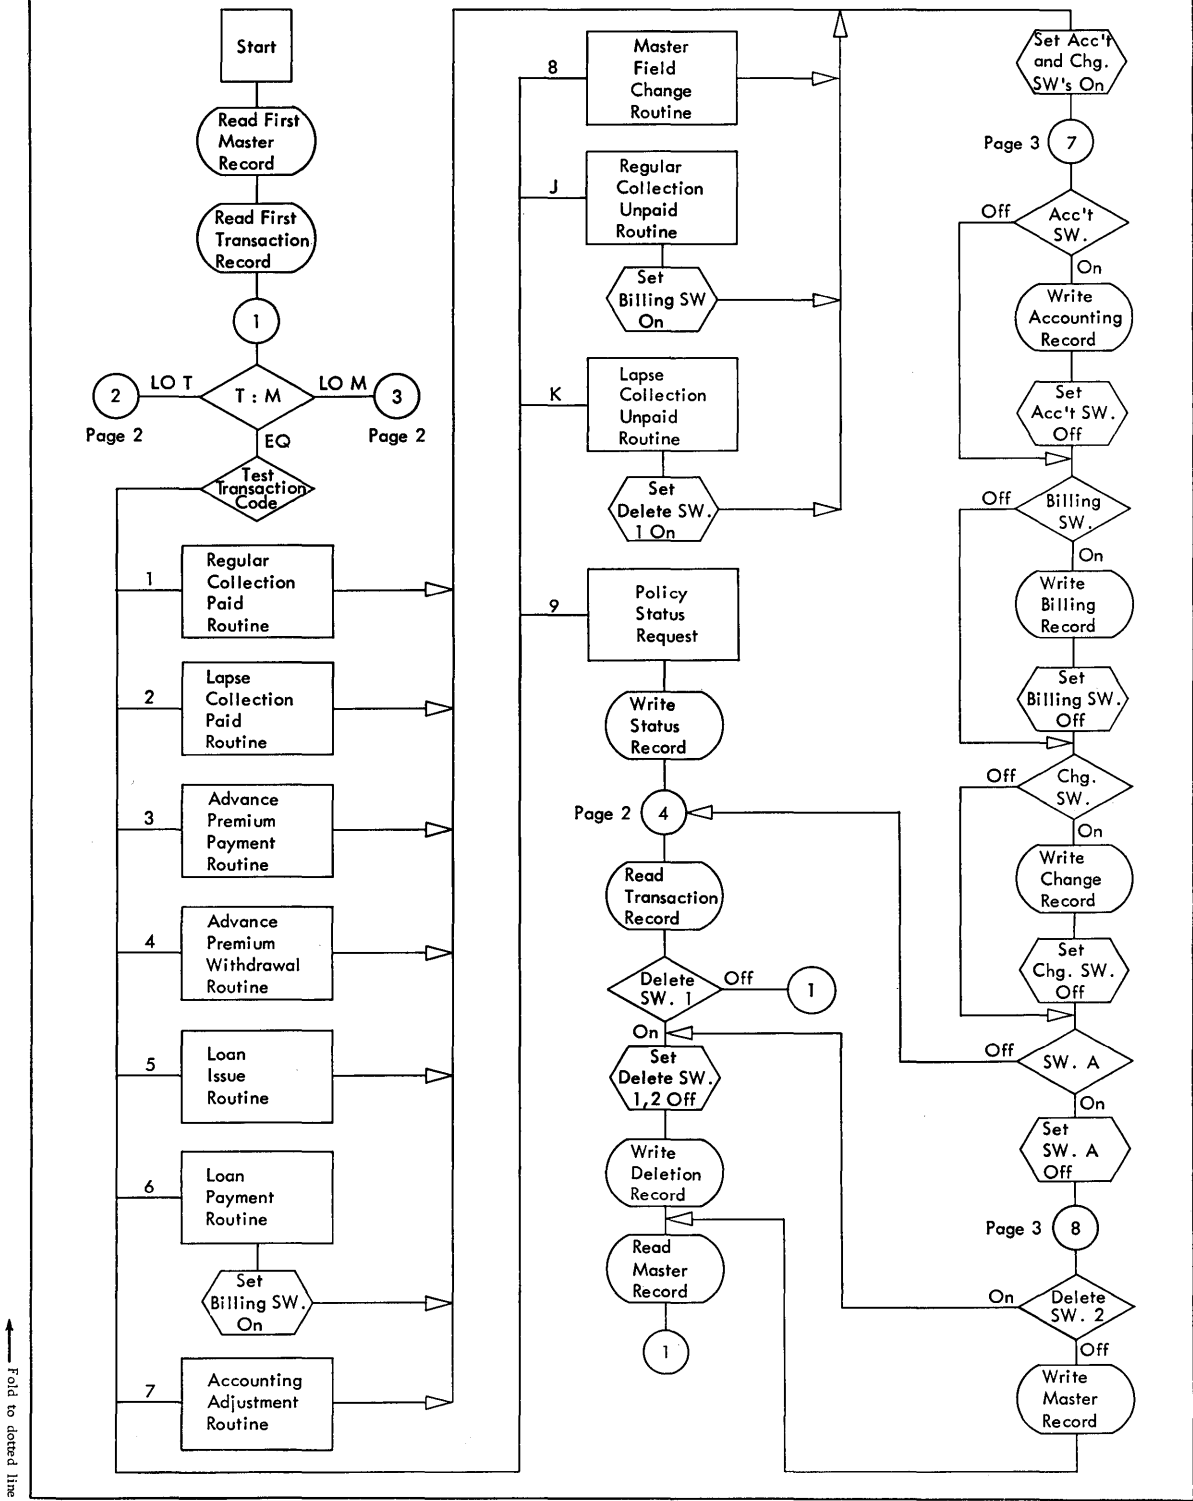 Start
Read First
Master
Record
Read First
Transaction
Record
1
LO T
T : M
LO M
2
3
Page 2
Page 2
EQ
Test
Transaction
Code
1
Regular
Collection
Paid
Routine
2
Lapse
Collection
Paid
Routine
3
Advance
Premium
Payment
Routine
4
Advance
Premium
Withdrawal
Routine
5
Loan
Issue
Routine
6
Loan
Payment
Routine
Set
Billing SW.
On
7
Accounting
Adjustment
Routine
8
Master
Field
Change
Routine
J
Regular
Collection
Unpaid
Routine
Set
Billing SW
On
K
Lapse
Collection
Unpaid
Routine
Set
Delete SW.
1 On
9
Policy
Status
Request
Write
Status
Record
Page 2
4
Read
Transaction
Record
Delete
SW. 1
Off
1
On
Set
Delete SW.
1,2 Off
Write
Deletion
Record
Read
Master
Record
1
Set Acc't
and Chg.
SW's On
Page 3
7
Off
Acc't
SW.
On
Write
Accounting
Record
Set
Acc't SW.
Off
Off
Billing
SW.
On
Write
Billing
Record
Set
Billing SW.
Off
Off
Chg.
SW.
On
Write
Change
Record
Set
Chg. SW.
Off
Off
SW. A
On
Set
SW. A
Off
Page 3
8
On
Delete
SW. 2
Off
Write
Master
Record
Fold to dotted line